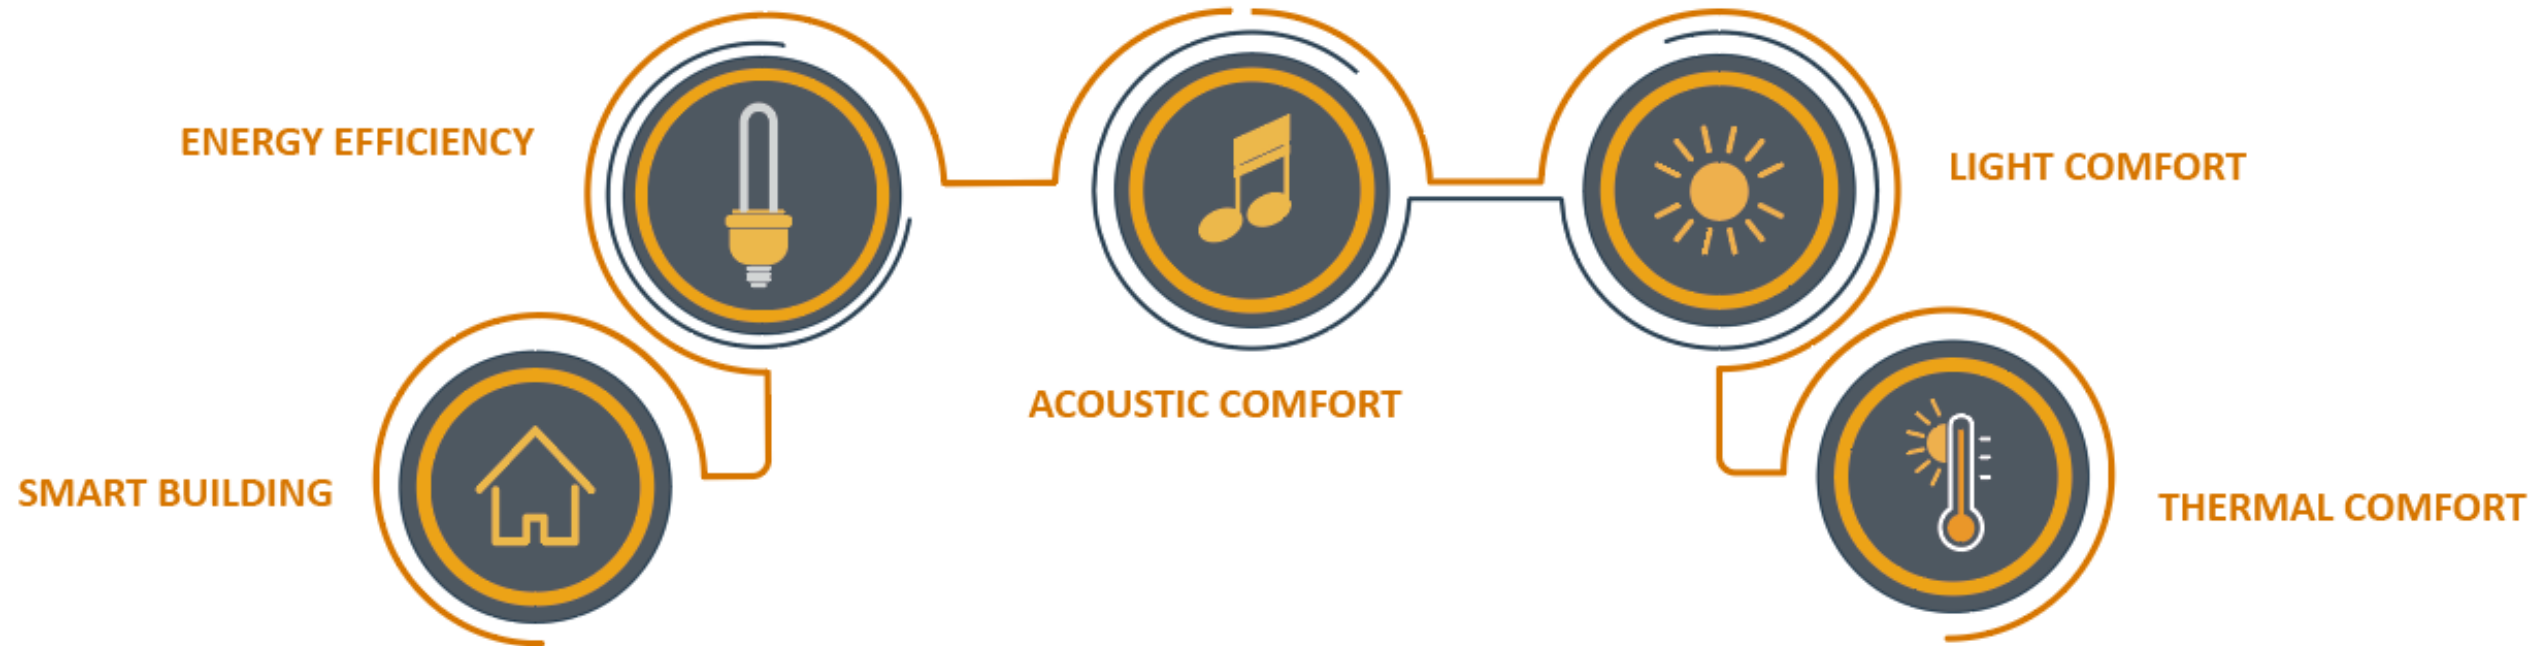 ENERGY EFFICIENCY
LIGHT COMFORT
ACOUSTIC COMFORT
SMART BUILDING
THERMAL COMFORT